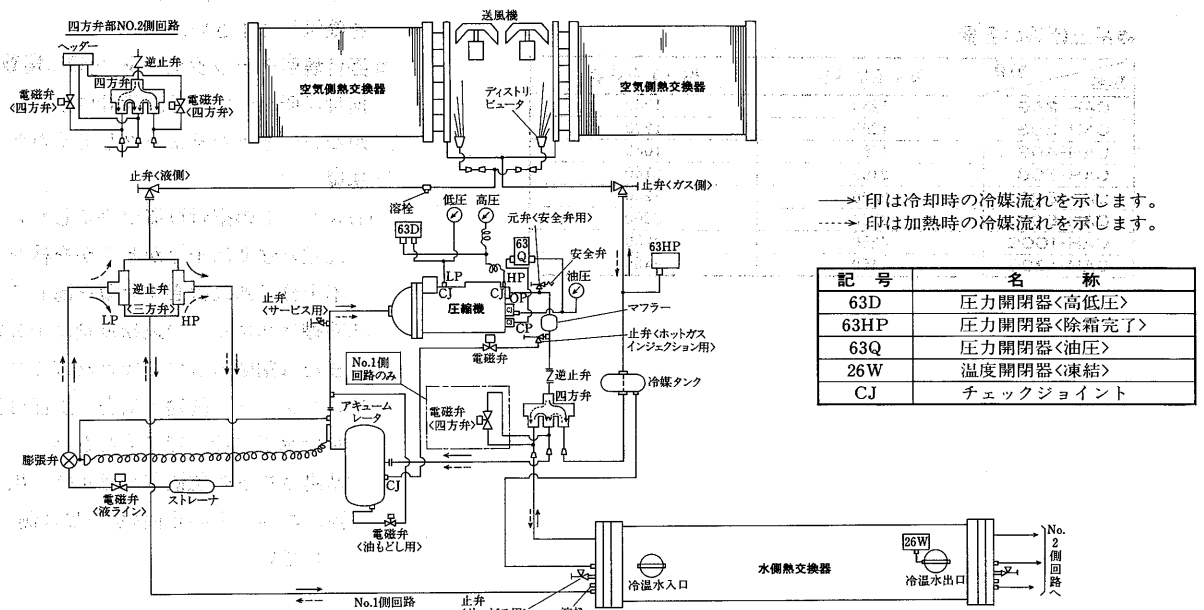 四方弁部NO.2側回路
ヘッダー
逆止弁
四方弁
電磁弁
<四方弁>
電磁弁
<四方弁>
送風機
空気側熱交換器
空気側熱交換器
ディストリ
ビュータ
止弁<液側>
止弁<ガス側>
溶栓
低圧
高圧
元弁<安全弁用>
63D
63
Q
安全弁
63HP
油圧
LP
CJ
HP
CJ
OP
CP
圧縮機
マフラー
逆止弁
<三方弁>
LP
HP
止弁
<サービス用>
電磁弁
止弁<ホットガス
インジェクション用>
No.1側
回路のみ
逆止弁
四方弁
冷媒タンク
電磁弁
<四方弁>
アキューム
レータ
CJ
膨張弁
電磁弁
<液ライン>
ストレーナ
電磁弁
<油もどし用>
26W
冷温水入口
水側熱交換器
冷温水出口
No.2側回路へ
No.1側回路
止弁
印は冷却時の冷媒流れを示します。
印は加熱時の冷媒流れを示します。
記号 名称
63D 圧力開閉器<高低圧>
63HP 圧力開閉器<除霜完了>
63Q 圧力開閉器<油圧>
26W 温度開閉器<凍結>
CJ チェックジョイント